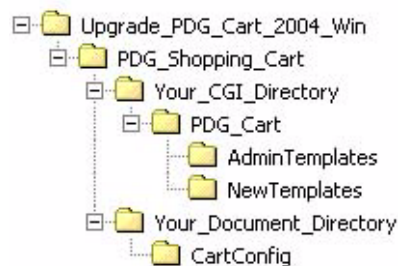 Upgrade_PDG_Cart_2004_Win
PDG_Shopping_Cart
Your_CGI_Directory
PDG_Cart
AdminTemplates
NewTemplates
Your_Document_Directory
CartConfig